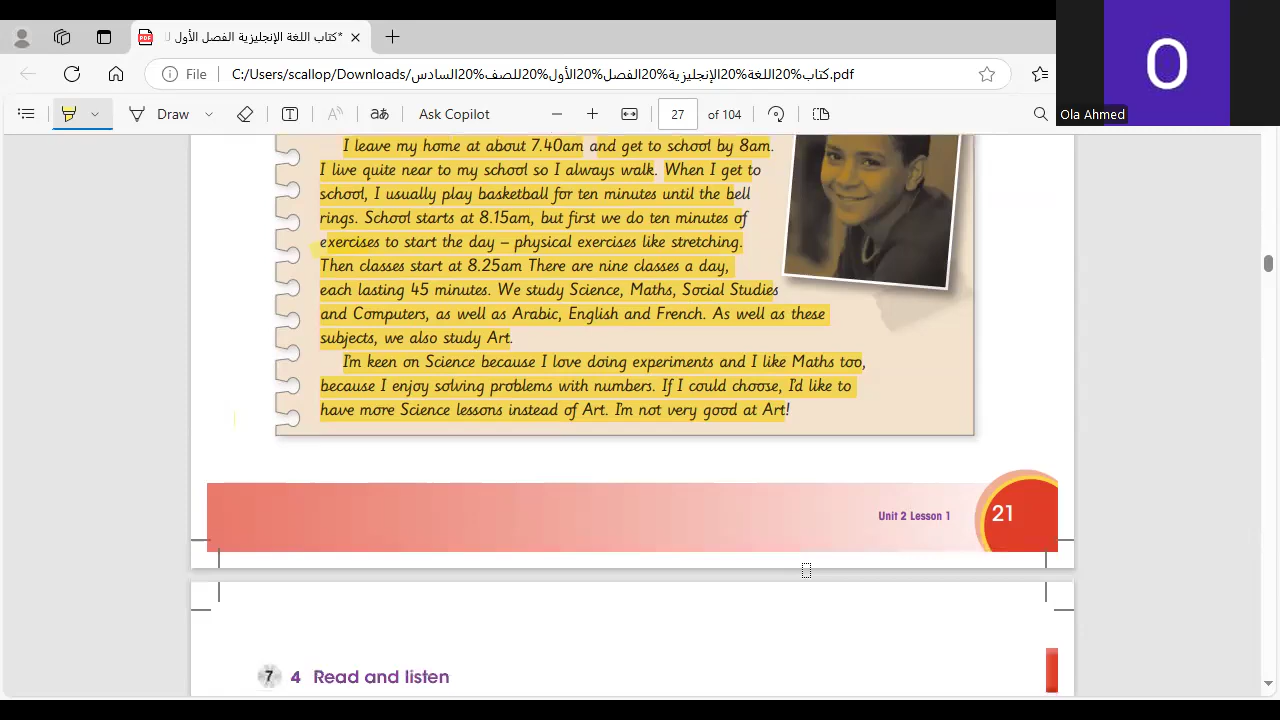 *كتاب اللغة الإنجليزية الفصل الأول ل
File
C:/Users/scallop/Downloads/كتاب%20اللغة%20الإنجليزية%20الفصل%20الأول%20للصف%20السادس.pdf
Draw
Ask Copilot
27 of 104
O
Ola Ahmed
I leave my home at about 7.40am and get to school by 8am.
I live quite near to my school so I always walk. When I get to
school, I usually play basketball for ten minutes until the bell
rings. School starts at 8.15am, but first we do ten minutes of
exercises to start the day – physical exercises like stretching.
Then classes start at 8.25am There are nine classes a day,
each lasting 45 minutes. We study Science, Maths, Social Studies
and Computers, as well as Arabic, English and French. As well as these
subjects, we also study Art.
I'm keen on Science because I love doing experiments and I like Maths too,
because I enjoy solving problems with numbers. If I could choose, I'd like to
have more Science lessons instead of Art. I'm not very good at Art!
Unit 2 Lesson 1
21
7 4 Read and listen